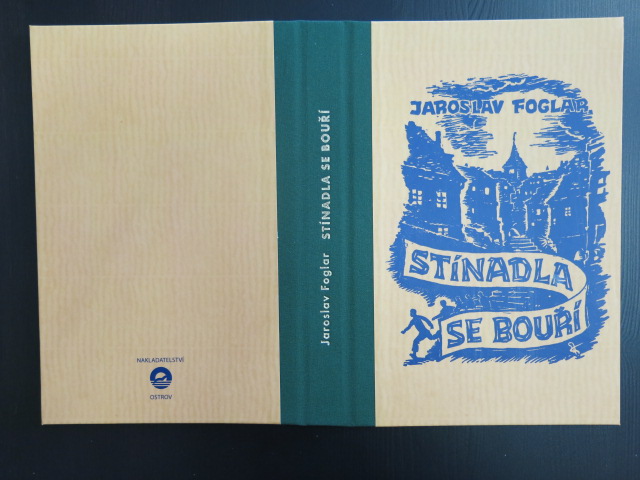 JAROSLAV FOGLAR
STÍNADLA
SE BOUŘÍ
Jaroslav Foglar STÍNADLA SE BOUŘÍ
NAKLADATELSTVÍ
OSTROV